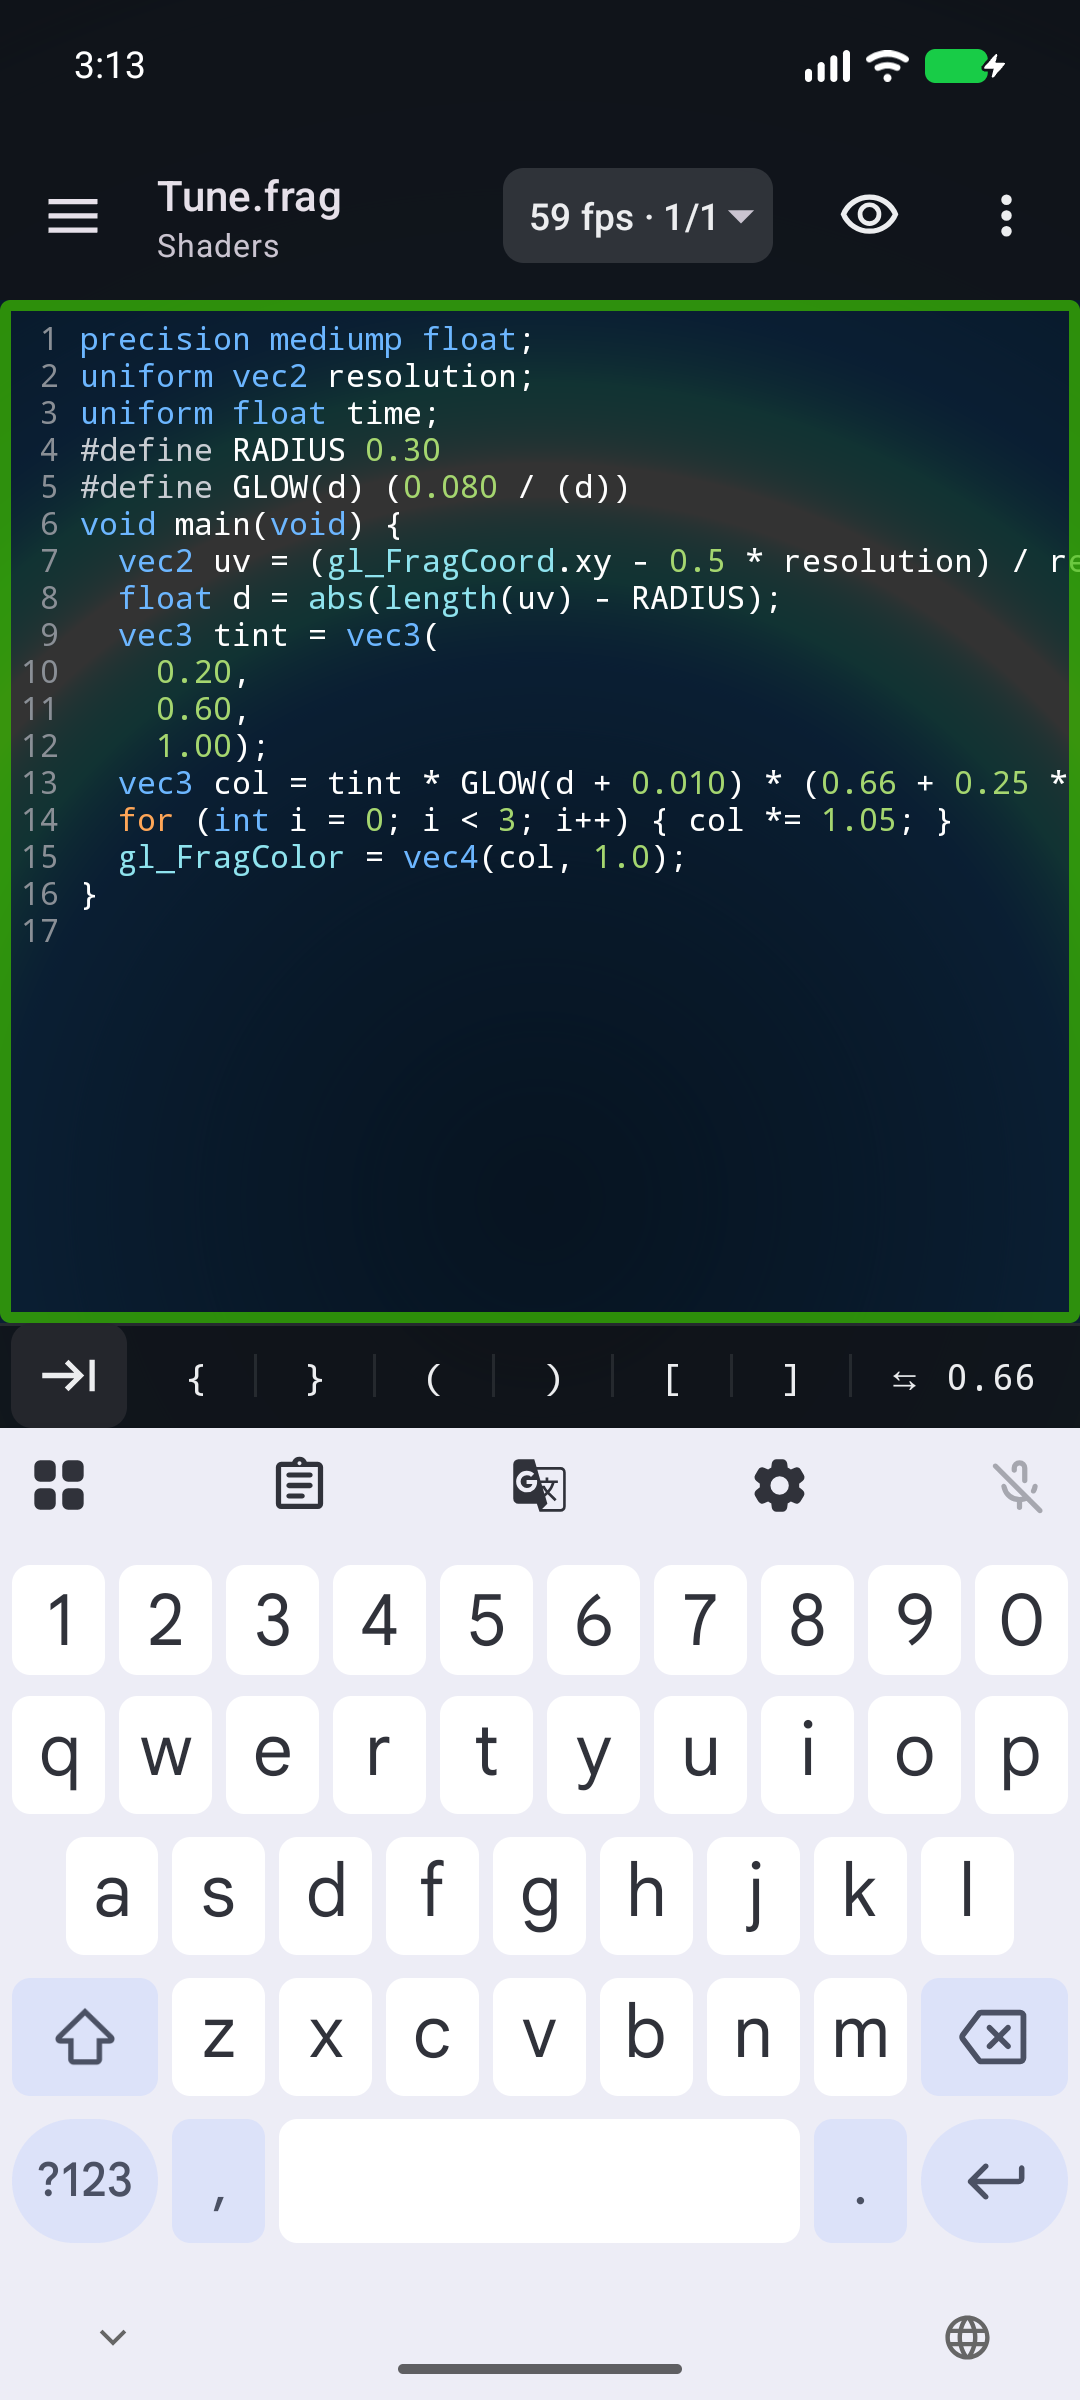 3:13
Tune.frag
Shaders
59 fps · 1/1
1 precision mediump float;
2 uniform vec2 resolution;
3 uniform float time;
4 #define RADIUS 0.30
5 #define GLOW(d) (0.080 / (d))
6 void main(void) {
7 vec2 uv = (gl_FragCoord.xy - 0.5 * resolution) / re
8 float d = abs(length(uv) - RADIUS);
9 vec3 tint = vec3(
10 0.20,
11 0.60,
12 1.00);
13 vec3 col = tint * GLOW(d + 0.010) * (0.66 + 0.25 *
14 for (int i = 0; i < 3; i++) { col *= 1.05; }
15 gl_FragColor = vec4(col, 1.0);
16 }
17
{ } ( ) [ ] ⇆ 0.66
1 2 3 4 5 6 7 8 9 0
q w e r t y u i o p
a s d f g h j k l
z x c v b n m
?123 , .